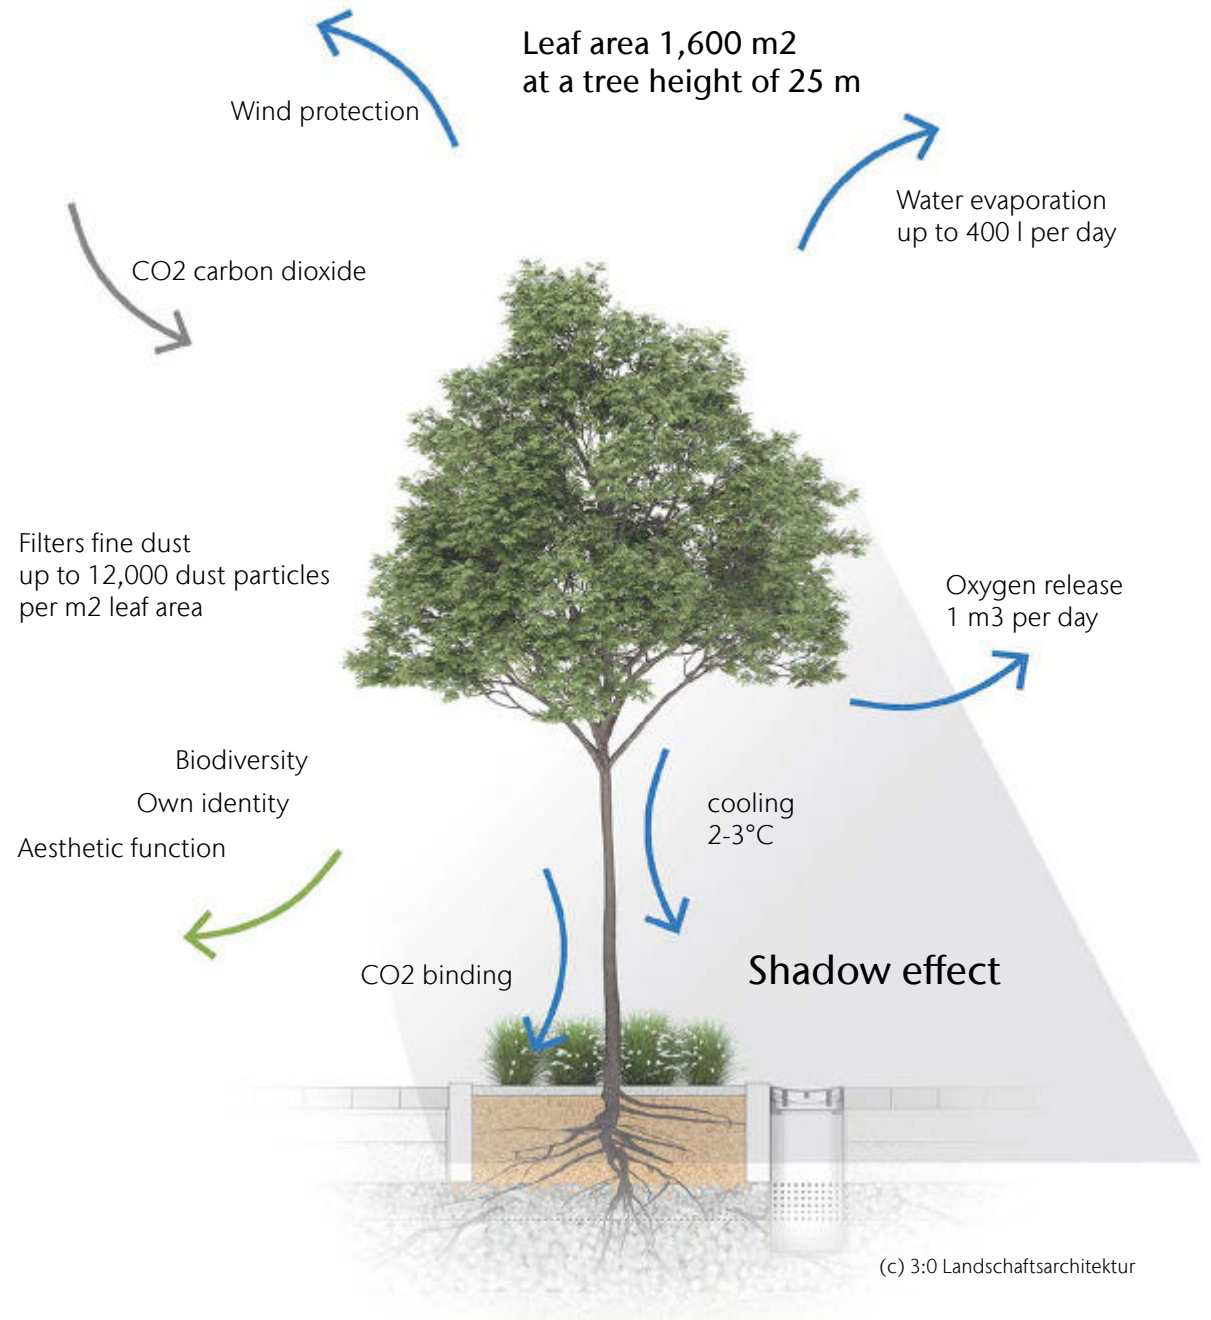 Leaf area 1,600 m2
at a tree height of 25 m
Wind protection
Water evaporation
up to 400 l per day
CO2 carbon dioxide
Filters fine dust
up to 12,000 dust particles
per m2 leaf area
Oxygen release
1 m3 per day
Biodiversity
Own identity
Aesthetic function
cooling
2-3°C
CO2 binding
Shadow effect
(c) 3:0 Landschaftsarchitektur